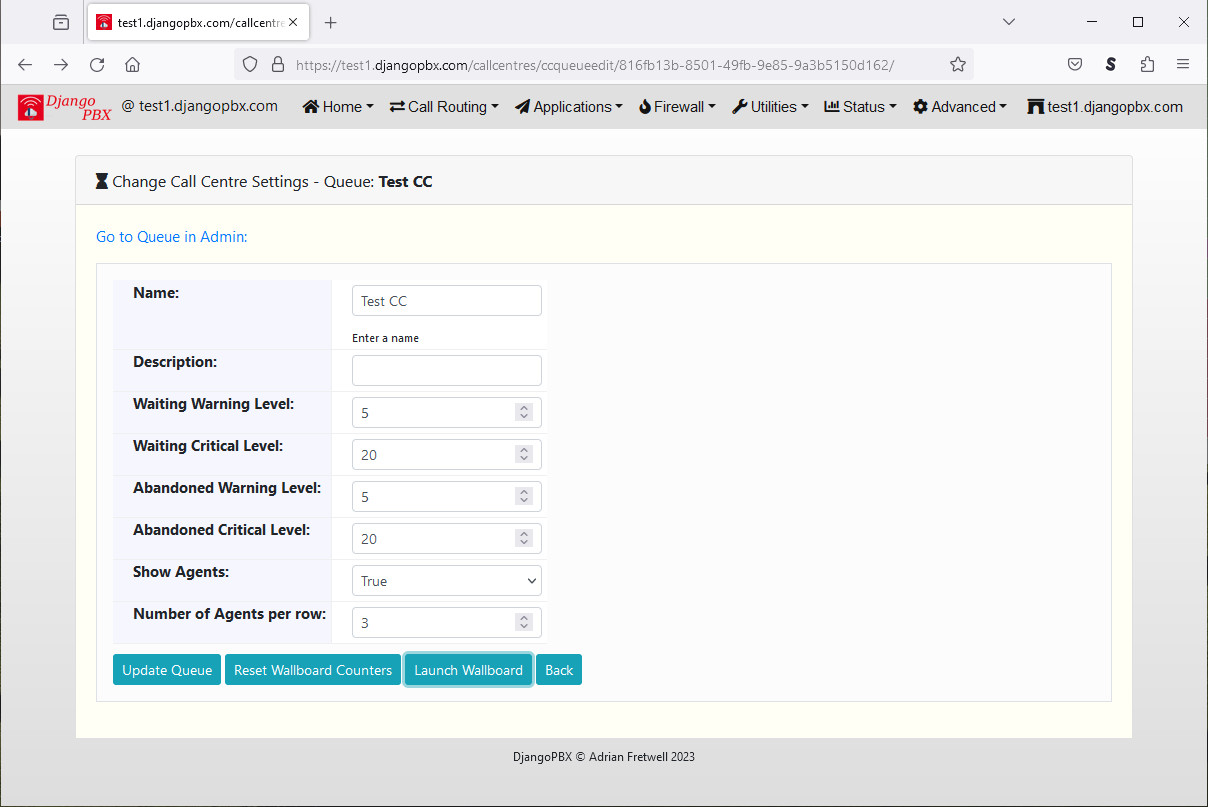 test1.djangopbx.com/callcentre
https://test1.djangopbx.com/callcentres/ccqueueedit/816fb13b-8501-49fb-9e85-9a3b5150d162/
Django PBX @ test1.djangopbx.com Home Call Routing Applications Firewall Utilities Status Advanced test1.djangopbx.com
Change Call Centre Settings - Queue: Test CC
Go to Queue in Admin:
Name: Test CC
Enter a name
Description:
Waiting Warning Level: 5
Waiting Critical Level: 20
Abandoned Warning Level: 5
Abandoned Critical Level: 20
Show Agents: True
Number of Agents per row: 3
Update Queue Reset Wallboard Counters Launch Wallboard Back
DjangoPBX © Adrian Fretwell 2023